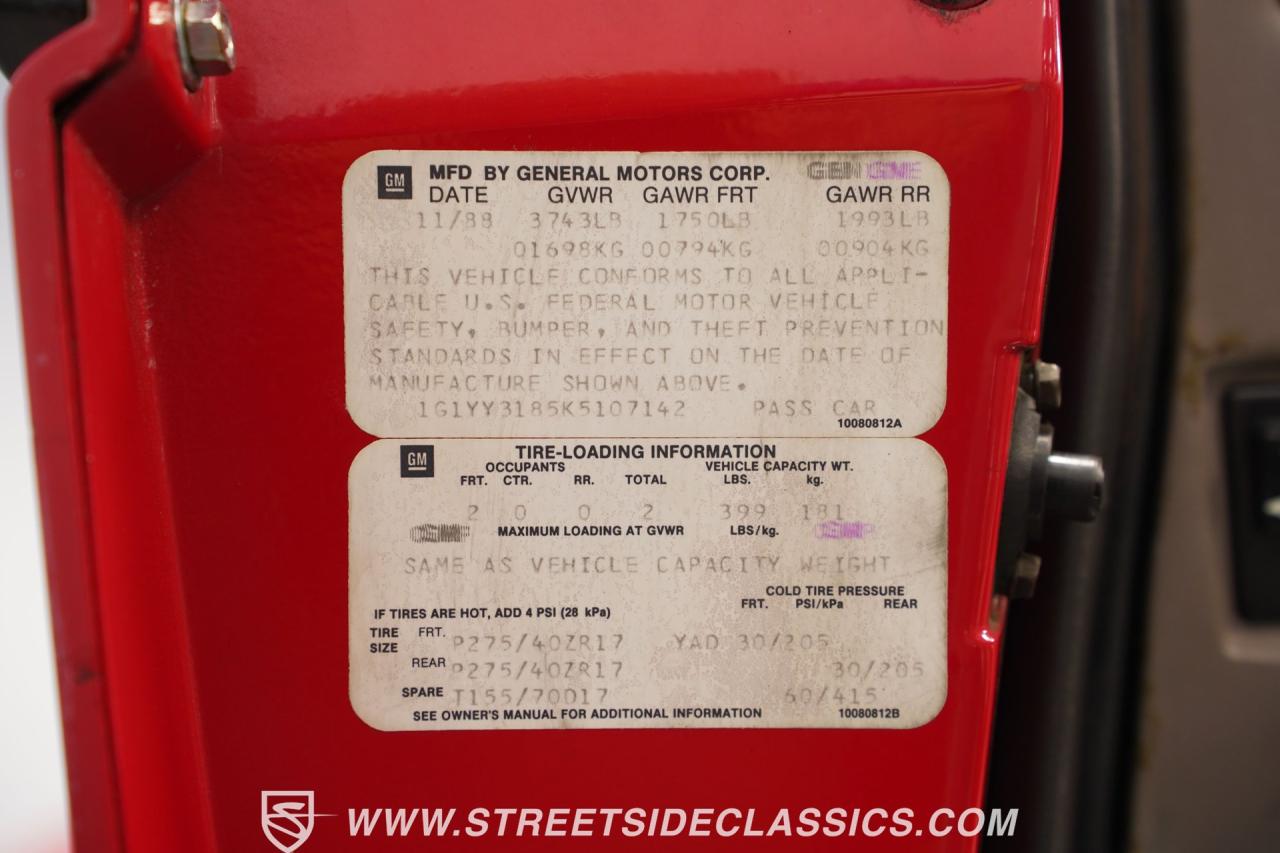 GM MFD BY GENERAL MOTORS CORP. GEN GME
DATE GVWR GAWR FRT GAWR RR
11/88 3743LB 1750LB 1993LB
01698KG 00794KG 00904KG
THIS VEHICLE CONFORMS TO ALL APPLI-
CABLE U.S. FEDERAL MOTOR VEHICLE
SAFETY, BUMPER, AND THEFT PREVENTION
STANDARDS IN EFFECT ON THE DATE OF
MANUFACTURE SHOWN ABOVE.
1G1YY3185K5107142 PASS CAR
10080812A
GM TIRE-LOADING INFORMATION
OCCUPANTS VEHICLE CAPACITY WT.
FRT. CTR. RR. TOTAL LBS. kg.
2 0 0 2 399 181
MAXIMUM LOADING AT GVWR LBS/kg.
SAME AS VEHICLE CAPACITY WEIGHT
COLD TIRE PRESSURE
FRT. PSI/kPa REAR
IF TIRES ARE HOT, ADD 4 PSI (28 kPa)
TIRE SIZE FRT. P275/40ZR17 YAD 30/205
REAR P275/40ZR17 30/205
SPARE T155/70D17 60/415
SEE OWNER'S MANUAL FOR ADDITIONAL INFORMATION 10080812B
WWW.STREETSIDECLASSICS.COM